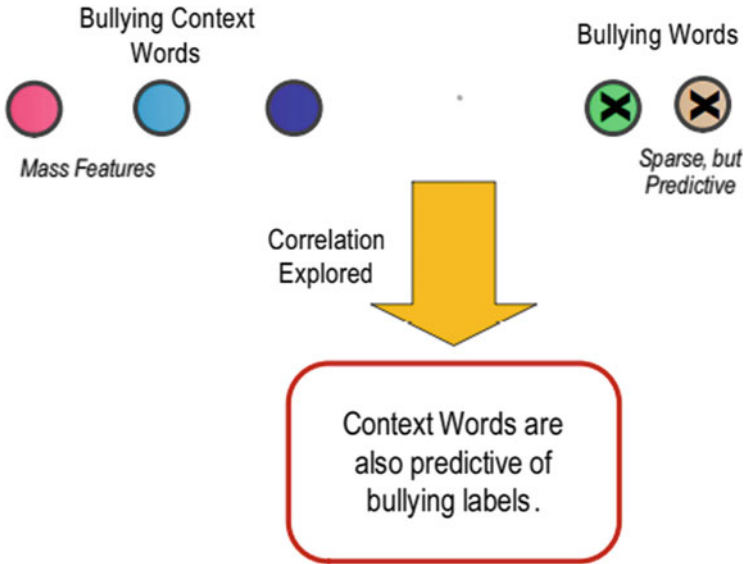 Bullying Context
Words
Bullying Words
X
X
Mass Features
Sparse, but
Predictive
Correlation
Explored
Context Words are
also predictive of
bullying labels.